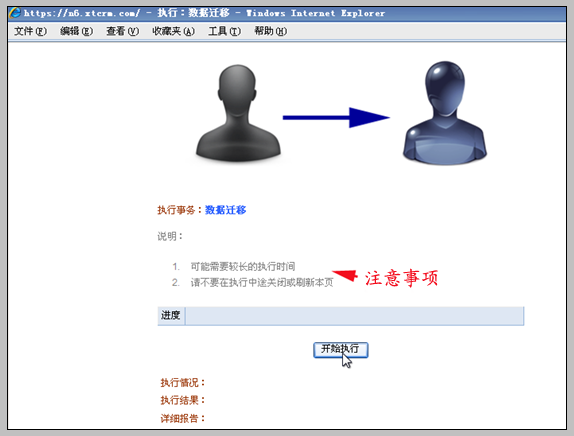 https://n6.xtcrm.com/ - 执行：数据迁移 - Windows Internet Explorer
文件(F) 编辑(E) 查看(V) 收藏夹(A) 工具(T) 帮助(H)
执行事务：数据迁移
说明：
1. 可能需要较长的执行时间
2. 请不要在执行中途关闭或刷新本页
注意事项
进度
开始执行
执行情况：
执行结果：
详细报告：